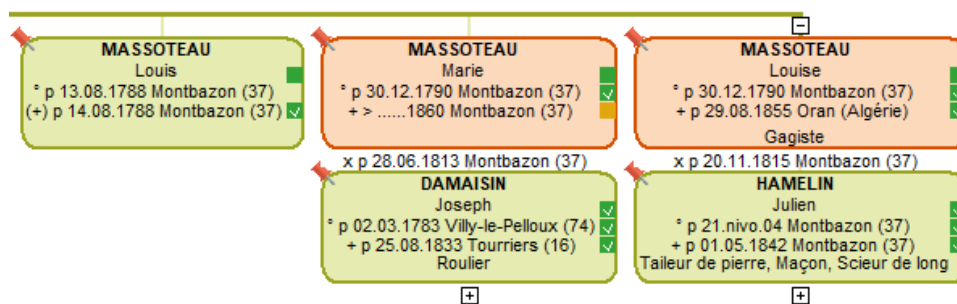 MASSOTEAU
Louis
° p 13.08.1788 Montbazon (37)
(+) p 14.08.1788 Montbazon (37)
MASSOTEAU
Marie
° p 30.12.1790 Montbazon (37)
+ > ......1860 Montbazon (37)
MASSOTEAU
Louise
° p 30.12.1790 Montbazon (37)
+ p 29.08.1855 Oran (Algérie)
Gagiste
x p 28.06.1813 Montbazon (37)
DAMAISIN
Joseph
° p 02.03.1783 Villy-le-Pelloux (74)
+ p 25.08.1833 Tourriers (16)
Roulier
x p 20.11.1815 Montbazon (37)
HAMELIN
Julien
° p 21.nivo.04 Montbazon (37)
+ p 01.05.1842 Montbazon (37)
Taileur de pierre, Maçon, Scieur de long